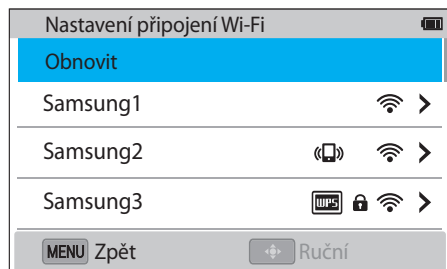 Nastavení připojení Wi-Fi
Obnovit
Samsung1
Samsung2
Samsung3 WPS
MENU Zpět Ruční